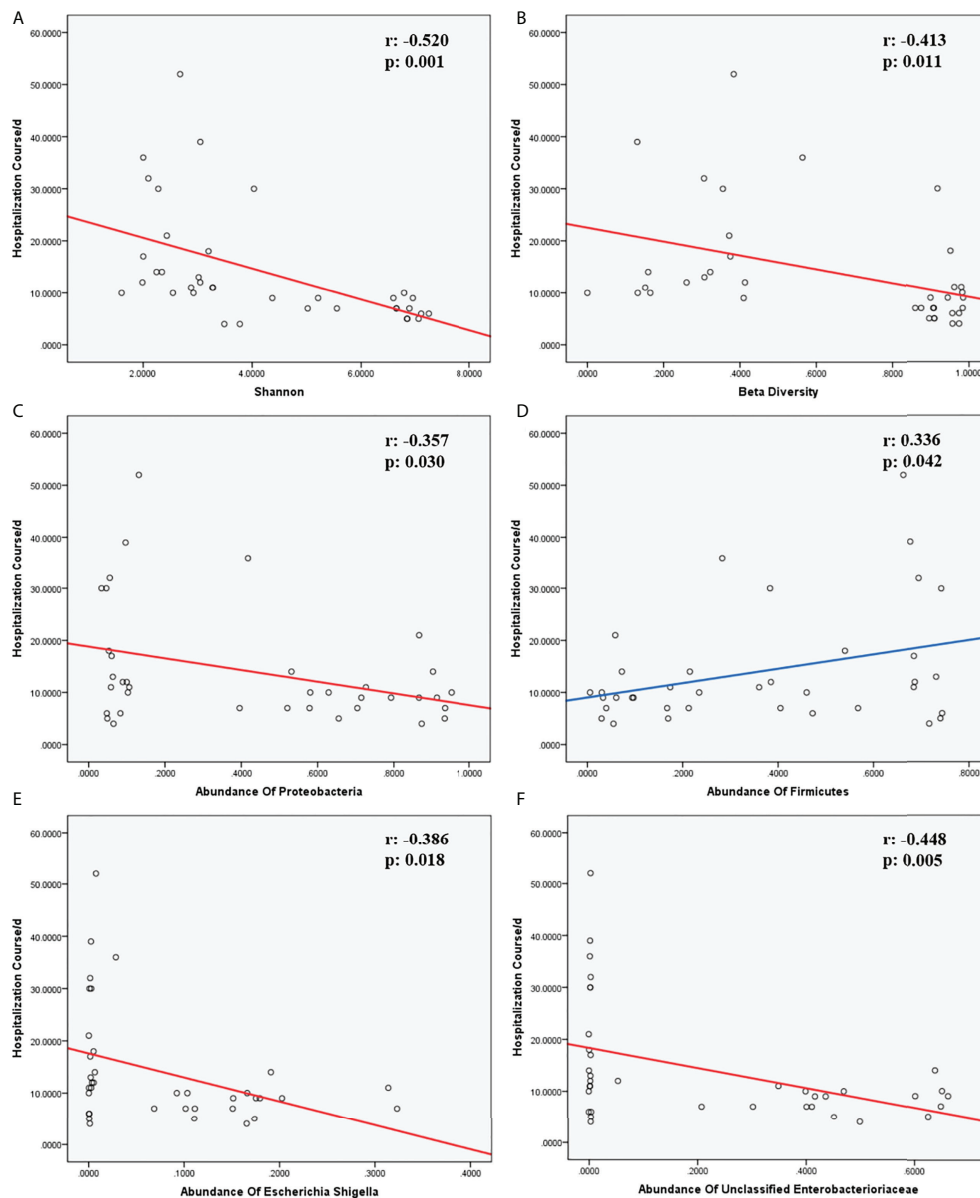 A
r: -0.520
p: 0.001
60.0000
50.0000
40.0000
30.0000
20.0000
10.0000
.0000
Hospitalization Course/d
2.0000 4.0000 6.0000 8.0000
Shannon
B
r: -0.413
p: 0.011
60.0000
50.0000
40.0000
30.0000
20.0000
10.0000
.0000
Hospitalization Course/d
.0000 .2000 .4000 .6000 .8000 1.0000
Beta Diversity
C
r: -0.357
p: 0.030
60.0000
50.0000
40.0000
30.0000
20.0000
10.0000
.0000
Hospitalization Course/d
.0000 .2000 .4000 .6000 .8000 1.0000
Abundance Of Proteobacteria
D
r: 0.336
p: 0.042
60.0000
50.0000
40.0000
30.0000
20.0000
10.0000
.0000
Hospitalization Course/d
.0000 .2000 .4000 .6000 .8000
Abundance Of Firmicutes
E
r: -0.386
p: 0.018
60.0000
50.0000
40.0000
30.0000
20.0000
10.0000
.0000
Hospitalization Course/d
.0000 .1000 .2000 .3000 .4000
Abundance Of Escherichia Shigella
F
r: -0.448
p: 0.005
60.0000
50.0000
40.0000
30.0000
20.0000
10.0000
.0000
Hospitalization Course/d
.0000 .2000 .4000 .6000
Abundance Of Unclassified Enterobacterioriaceae